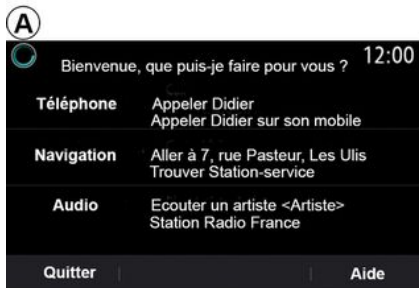 A
Bienvenue, que puis-je faire pour vous ? 12:00
Téléphone Appeler Didier
Appeler Didier sur son mobile
Navigation Aller à 7, rue Pasteur, Les Ulis
Trouver Station-service
Audio Ecouter un artiste <Artiste>
Station Radio France
Quitter Aide